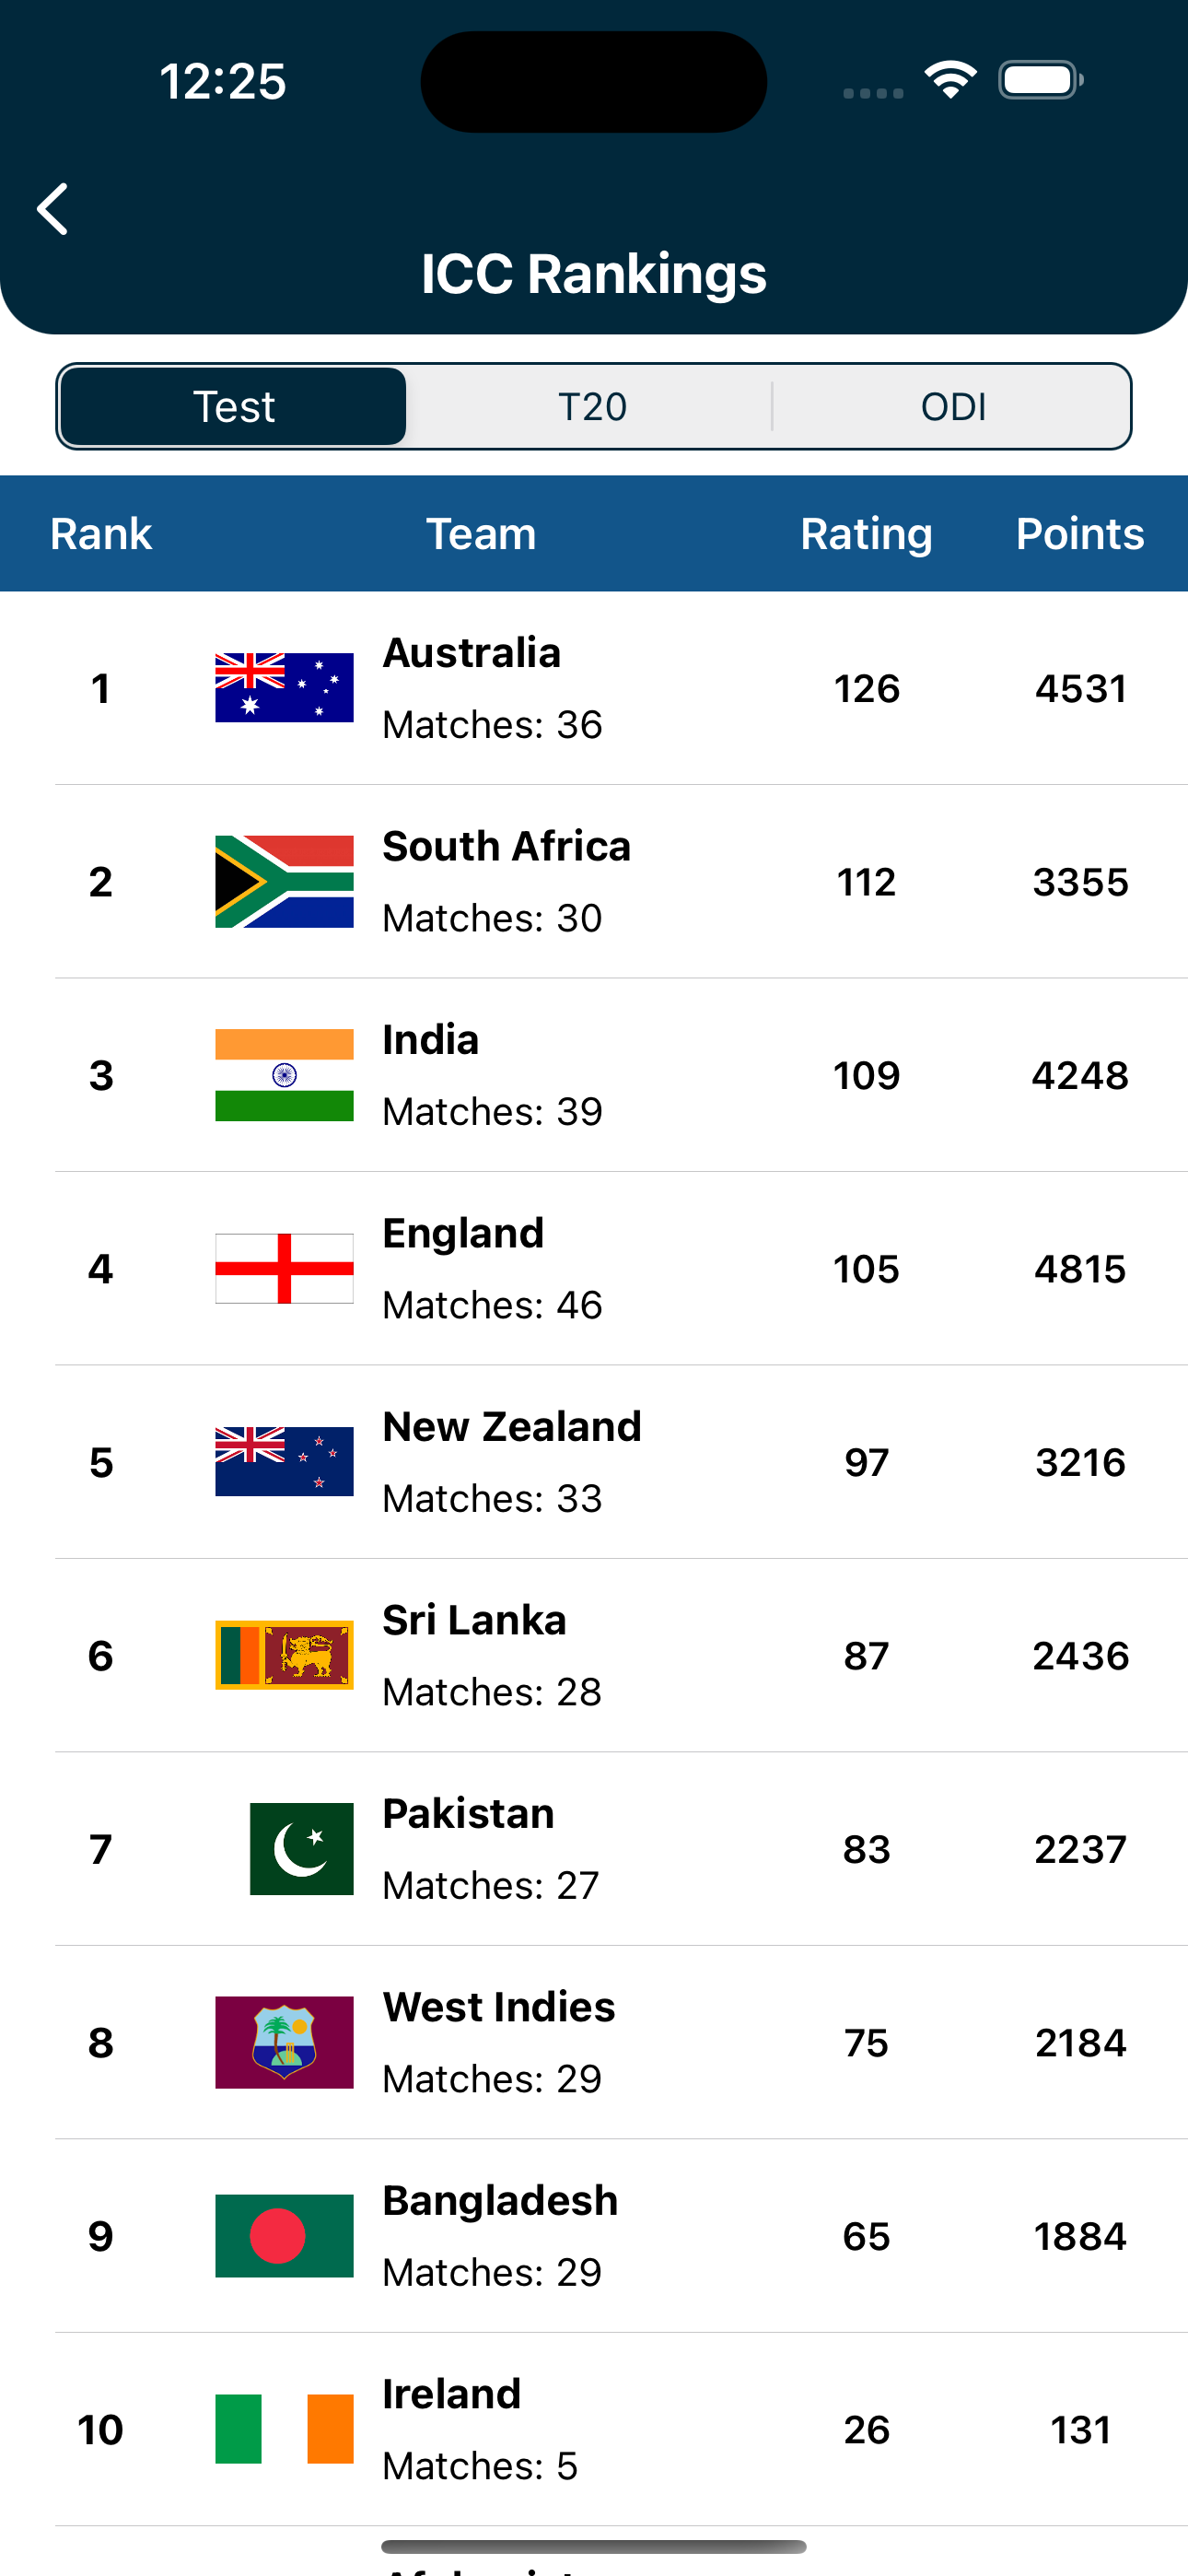 12:25
ICC Rankings
Test T20 ODI
Rank Team Rating Points
1 Australia 126 4531
Matches: 36
2 South Africa 112 3355
Matches: 30
3 India 109 4248
Matches: 39
4 England 105 4815
Matches: 46
5 New Zealand 97 3216
Matches: 33
6 Sri Lanka 87 2436
Matches: 28
7 Pakistan 83 2237
Matches: 27
8 West Indies 75 2184
Matches: 29
9 Bangladesh 65 1884
Matches: 29
10 Ireland 26 131
Matches: 5